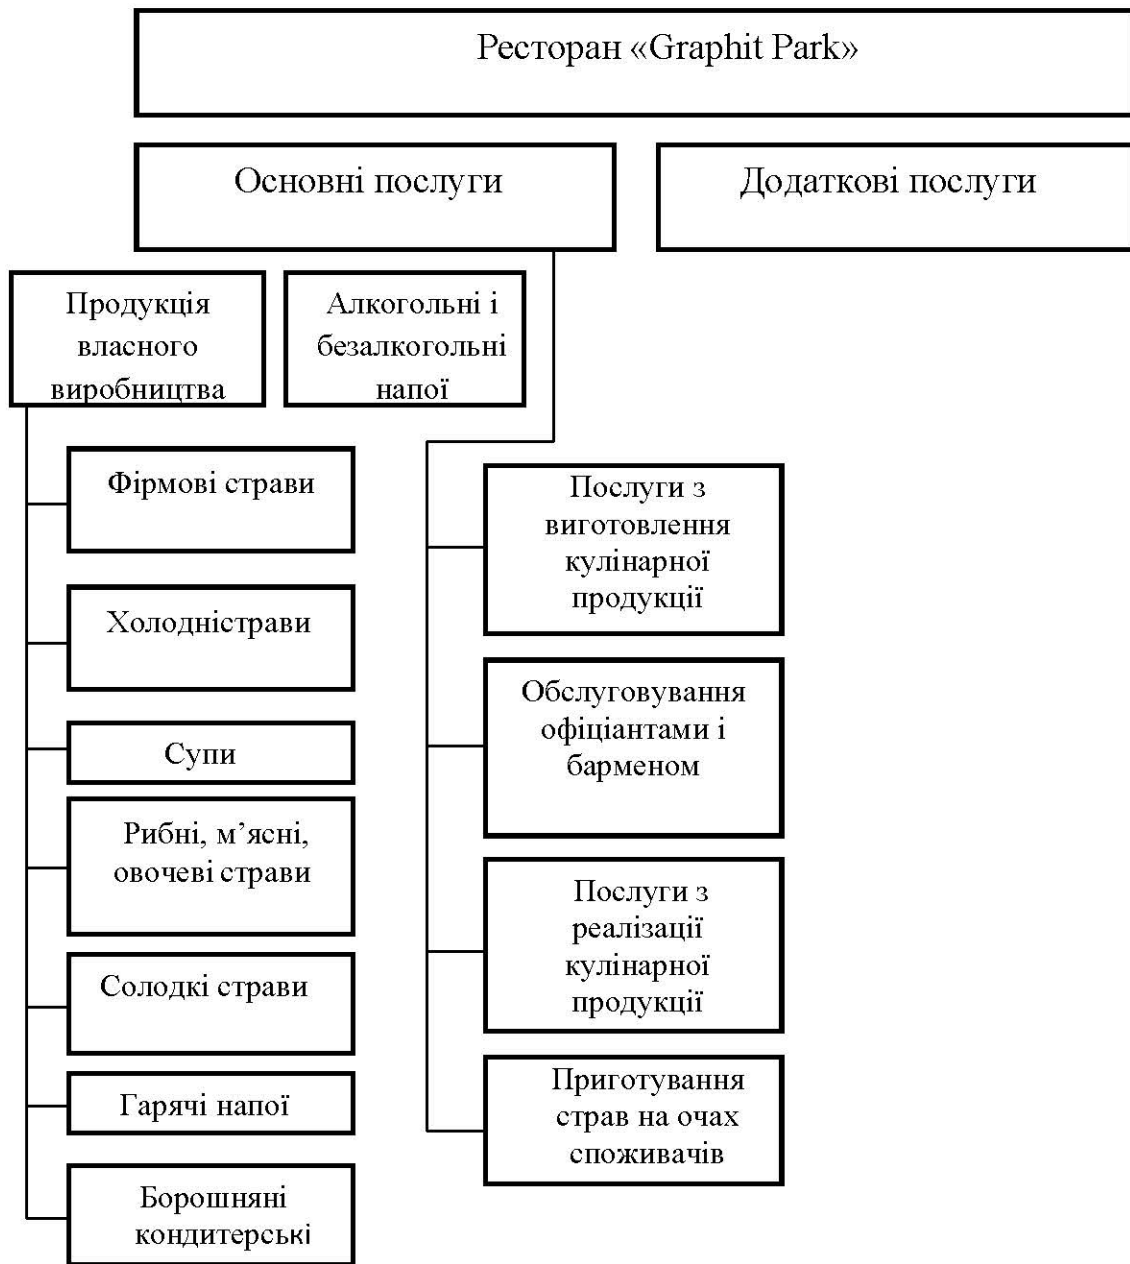 Ресторан «Graphit Park»
Основні послуги
Додаткові послуги
Продукція
власного
виробництва
Алкогольні і
безалкогольні
напої
Фірмові страви
Холодністрави
Супи
Рибні, м’ясні,
овочеві страви
Солодкі страви
Гарячі напої
Борошняні
кондитерські
Послуги з
виготовлення
кулінарної
продукції
Обслуговування
офіціантами і
барменом
Послуги з
реалізації
кулінарної
продукції
Приготування
страв на очах
споживачів